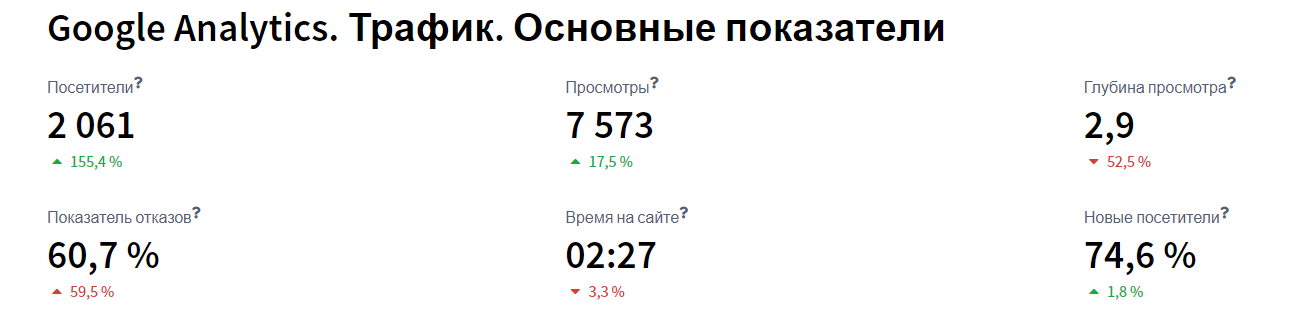 Google Analytics. Трафик. Основные показатели
Посетители?
2 061
155,4 %
Просмотры?
7 573
17,5 %
Глубина просмотра?
2,9
52,5 %
Показатель отказов?
60,7 %
59,5 %
Время на сайте?
02:27
3,3 %
Новые посетители?
74,6 %
1,8 %